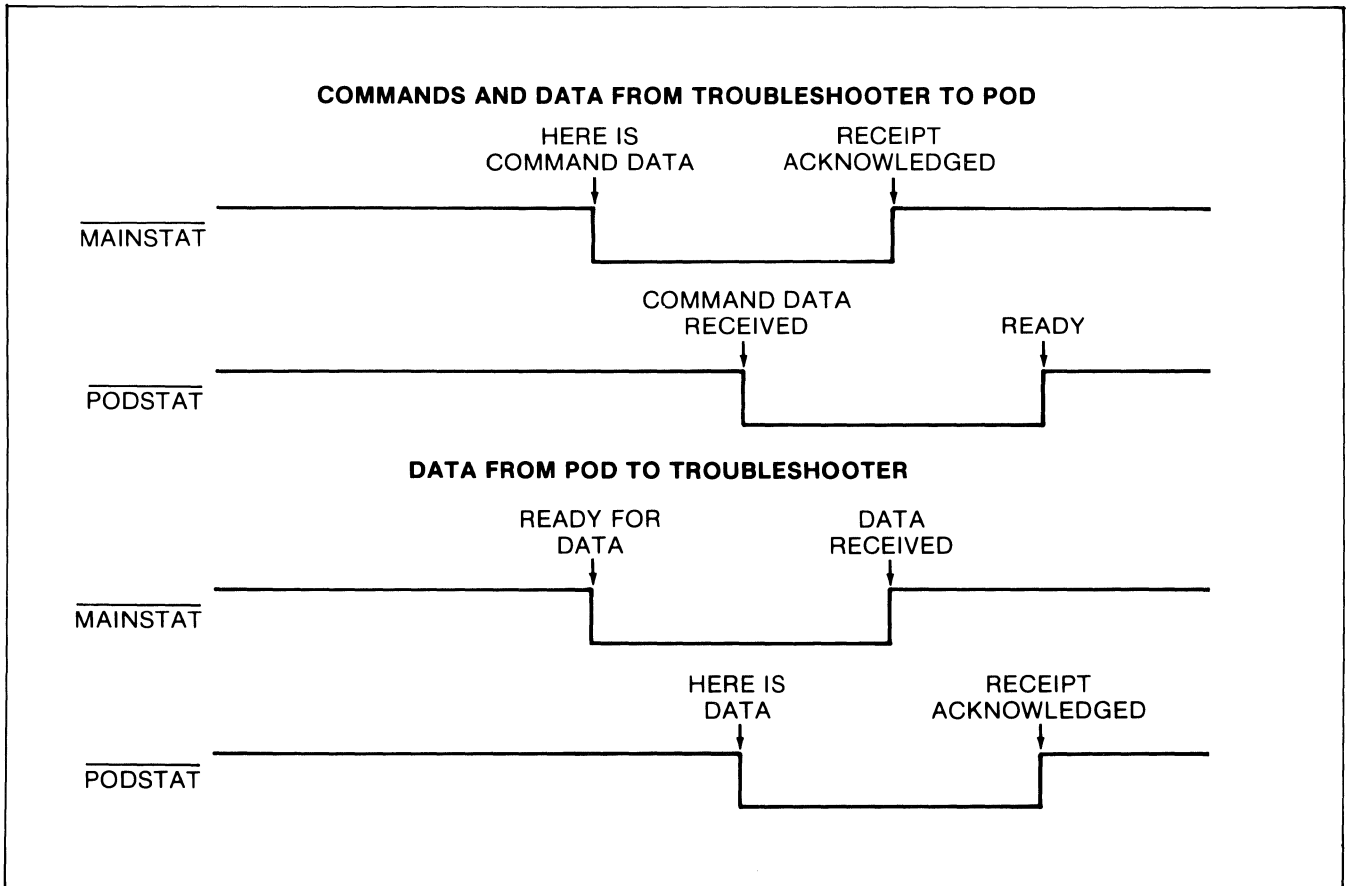 COMMANDS AND DATA FROM TROUBLESHOOTER TO POD
HERE IS
COMMAND DATA
RECEIPT
ACKNOWLEDGED
MAINSTAT
COMMAND DATA
RECEIVED
READY
PODSTAT
DATA FROM POD TO TROUBLESHOOTER
READY FOR
DATA
DATA
RECEIVED
MAINSTAT
HERE IS
DATA
RECEIPT
ACKNOWLEDGED
PODSTAT